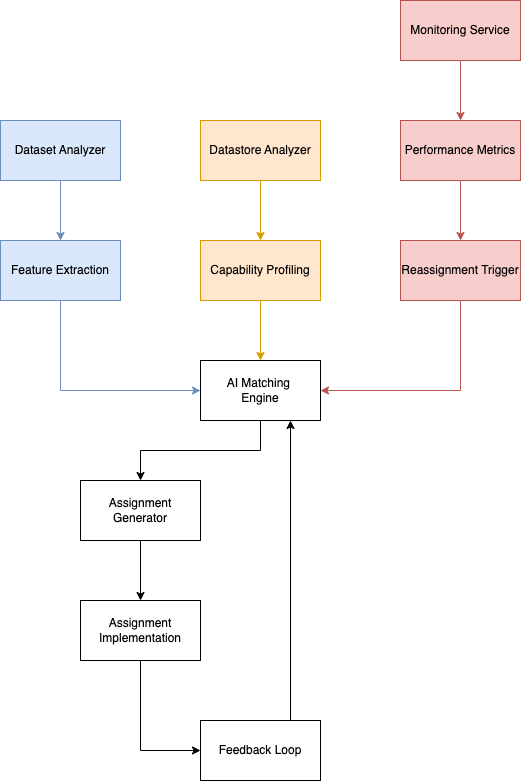 Monitoring Service
Dataset Analyzer
Datastore Analyzer
Performance Metrics
Feature Extraction
Capability Profiling
Reassignment Trigger
AI Matching
Engine
Assignment
Generator
Assignment
Implementation
Feedback Loop